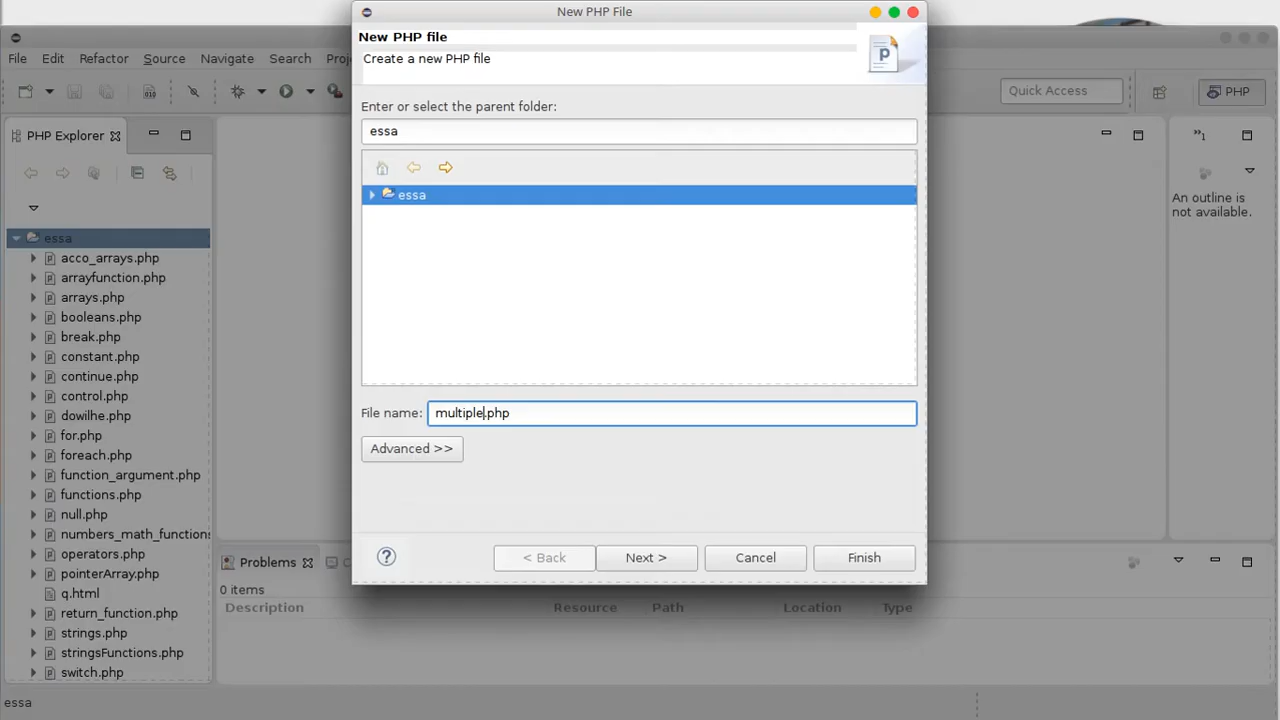 New PHP File
New PHP file
Create a new PHP file
Enter or select the parent folder:
essa
essa
File name: multiple.php
Advanced >>
< Back Next > Cancel Finish
File Edit Refactor Source Navigate Search
Quick Access PHP
PHP Explorer
essa
acco_arrays.php
arrayfunction.php
arrays.php
booleans.php
break.php
constant.php
continue.php
control.php
dowilhe.php
for.php
foreach.php
function_argument.php
functions.php
null.php
numbers_math_functions
operators.php
pointerArray.php
q.html
return_function.php
strings.php
stringsFunctions.php
switch.php
An outline is
not available.
Problems
0 items
Description Resource Path Location Type
essa